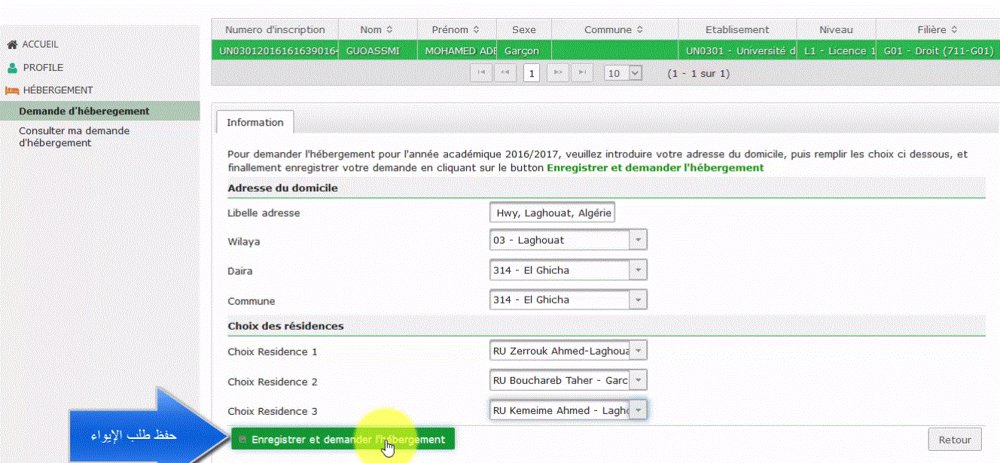 Numero d'inscription Nom Prénom Sexe Commune Etablisement Niveau Filière
UN03012016161639016 GUOASSMI MOHAMED Garçon UN0301 - Université d L1 - Licence 1 G01 - Droit (711-G01)
1 10 (1 - 1 sur 1)
ACCUEIL
PROFILE
HÉBERGEMENT
Demande d'héberegement
Consulter ma demande
d'hébergement
Information
Pour demander l'hébergement pour l'année académique 2016/2017, veuillez introduire votre adresse du domicile, puis remplir les choix ci dessous, et
finallement enregistrer votre demande en cliquant sur le button Enregistrer et demander l'hébergement
Adresse du domicile
Libelle adresse Hwy, Laghouat, Algérie
Wilaya 03 - Laghouat
Daira 314 - El Ghicha
Commune 314 - El Ghicha
Choix des résidences
Choix Residence 1 RU Zerrouk Ahmed-Laghoua
Choix Residence 2 RU Bouchareb Taher - Garc
Choix Residence 3 RU Kemeime Ahmed - Lagh
حفظ طلب الإيواء
Enregistrer et demander l'hébergement
Retour